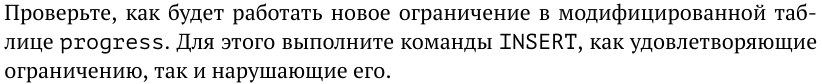 Проверьте, как будет работать новое ограничение в модифицированной таб-
лице progress. Для этого выполните команды INSERT, как удовлетворяющие
ограничению, так и нарушающие его.